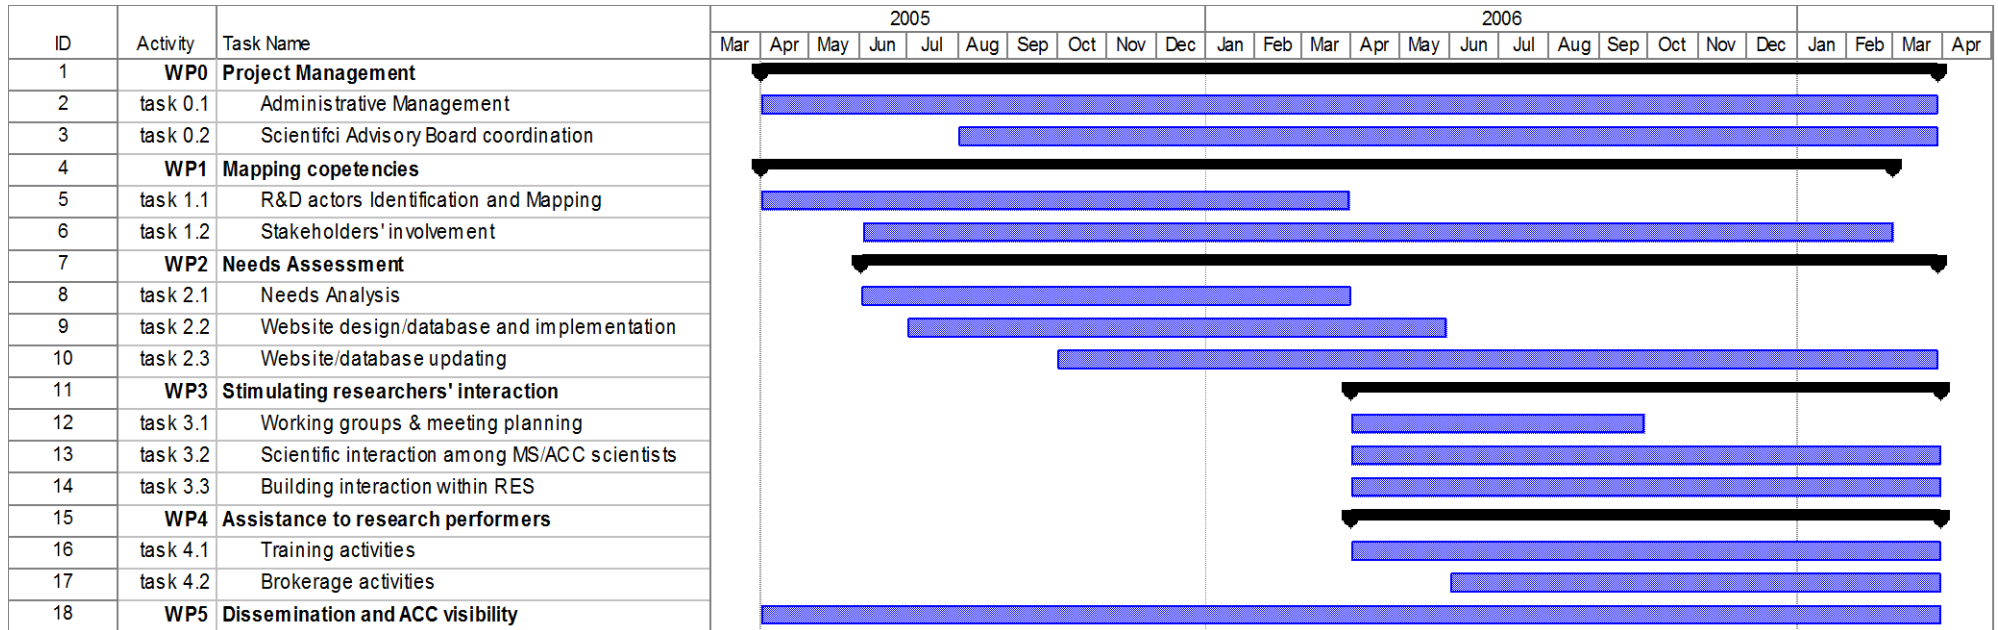 2005 2006
ID Activity Task Name Mar Apr May Jun Jul Aug Sep Oct Nov Dec Jan Feb Mar Apr May Jun Jul Aug Sep Oct Nov Dec Jan Feb Mar Apr
1 WP0 Project Management
2 task 0.1 Administrative Management
3 task 0.2 Scientifci Advisory Board coordination
4 WP1 Mapping copetencies
5 task 1.1 R&D actors Identification and Mapping
6 task 1.2 Stakeholders' involvement
7 WP2 Needs Assessment
8 task 2.1 Needs Analysis
9 task 2.2 Website design/database and implementation
10 task 2.3 Website/database updating
11 WP3 Stimulating researchers' interaction
12 task 3.1 Working groups & meeting planning
13 task 3.2 Scientific interaction among MS/ACC scientists
14 task 3.3 Building interaction within RES
15 WP4 Assistance to research performers
16 task 4.1 Training activities
17 task 4.2 Brokerage activities
18 WP5 Dissemination and ACC visibility